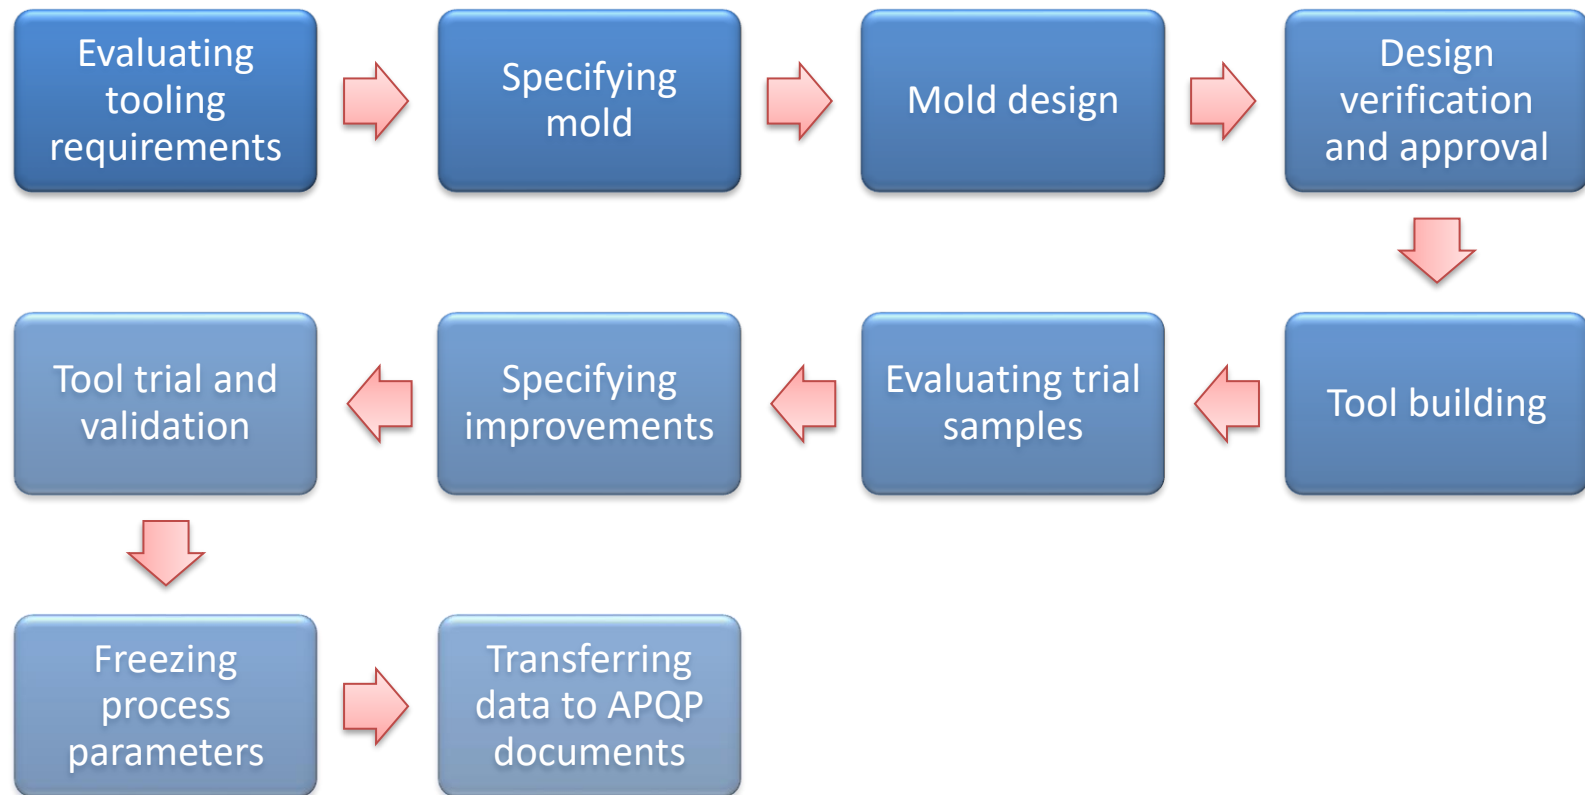 Evaluating
tooling
requirements
Specifying
mold
Mold design
Design
verification
and approval
Tool building
Evaluating trial
samples
Specifying
improvements
Tool trial and
validation
Freezing
process
parameters
Transferring
data to APQP
documents